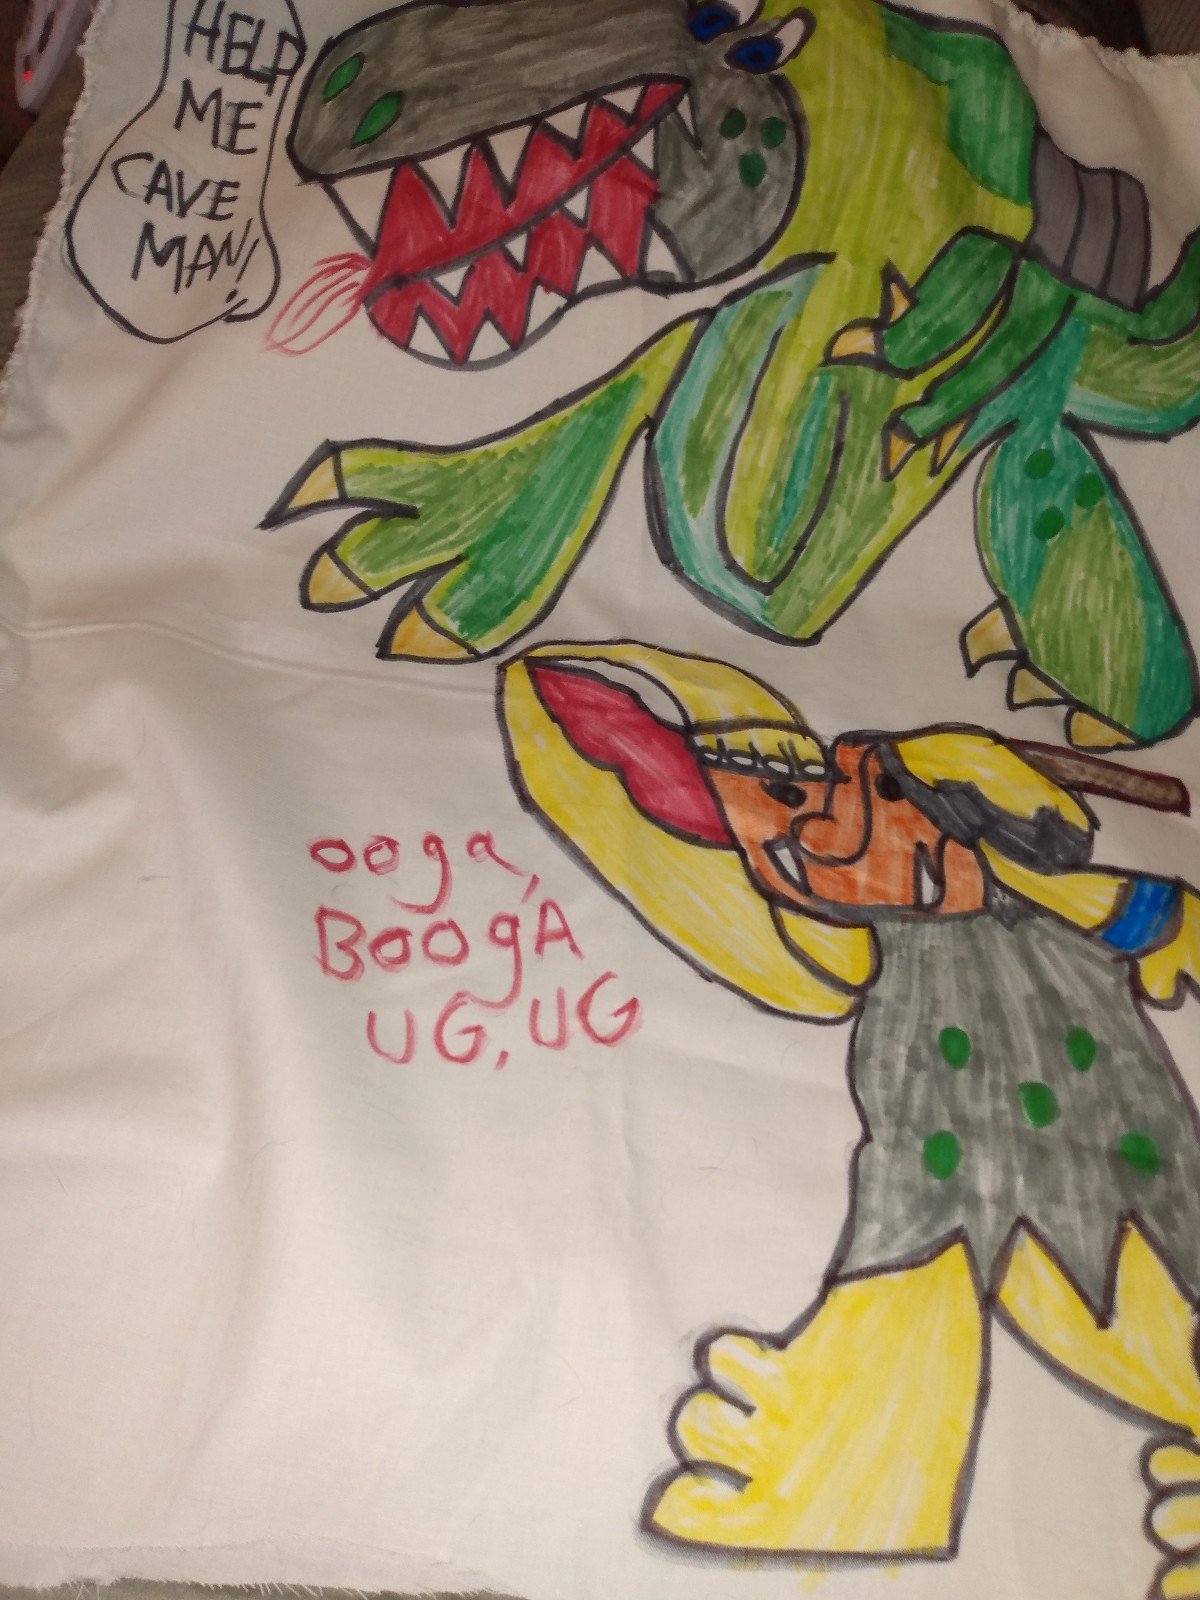 HELP
ME
CAVE
MAN!
ooga,
BOOgA
UG, UG